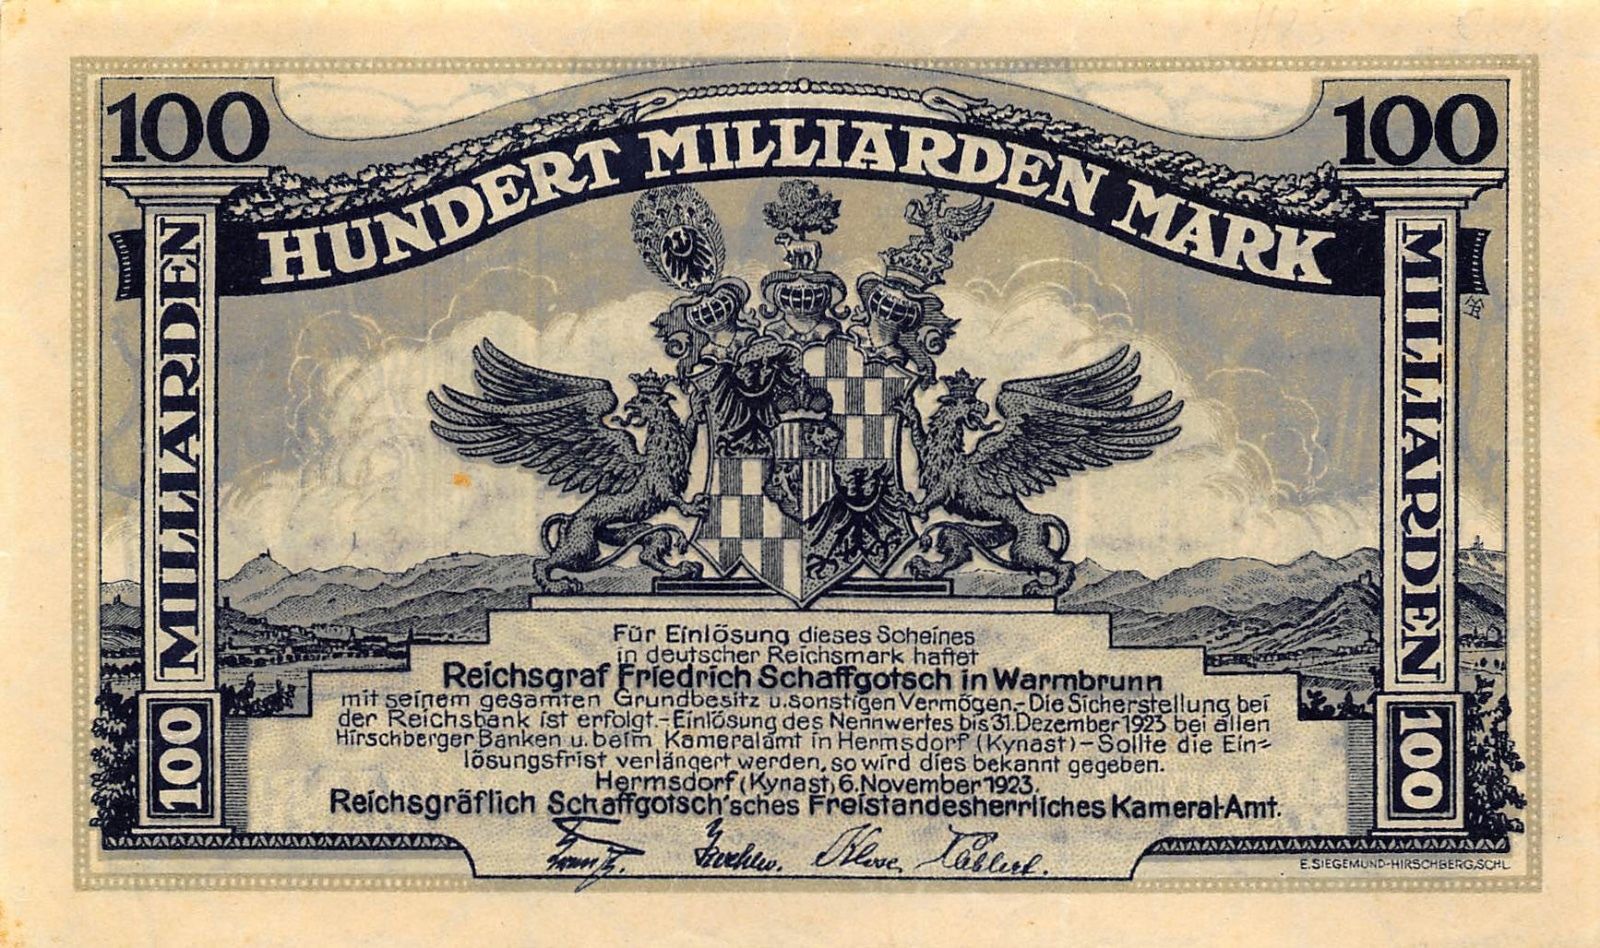 100
100
HUNDERT MILLIARDEN MARK
MILLIARDEN
MILLIARDEN
Für Einlösung dieses Scheines
in deutscher Reichsmark haftet
Reichsgraf Friedrich Schaffgotsch in Warmbrunn
mit seinem gesamten Grundbesitz u. sonstigen Vermögen.- Die Sicherstellung bei
der Reichsbank ist erfolgt.- Einlösung des Nennwertes bis 31. Dezember 1923 bei allen
Hirschberger Banken u. beim Kameralamt in Hermsdorf (Kynast) - Sollte die Ein=
lösungsfrist verlängert werden, so wird dies bekannt gegeben.
Hermsdorf (Kynast) 6. November 1923.
Reichsgräflich Schaffgotsch'sches Freistandesherrliches Kameral-Amt.
100
100
Klose
E. SIEGEMUND-HIRSCHBERG, SCHL